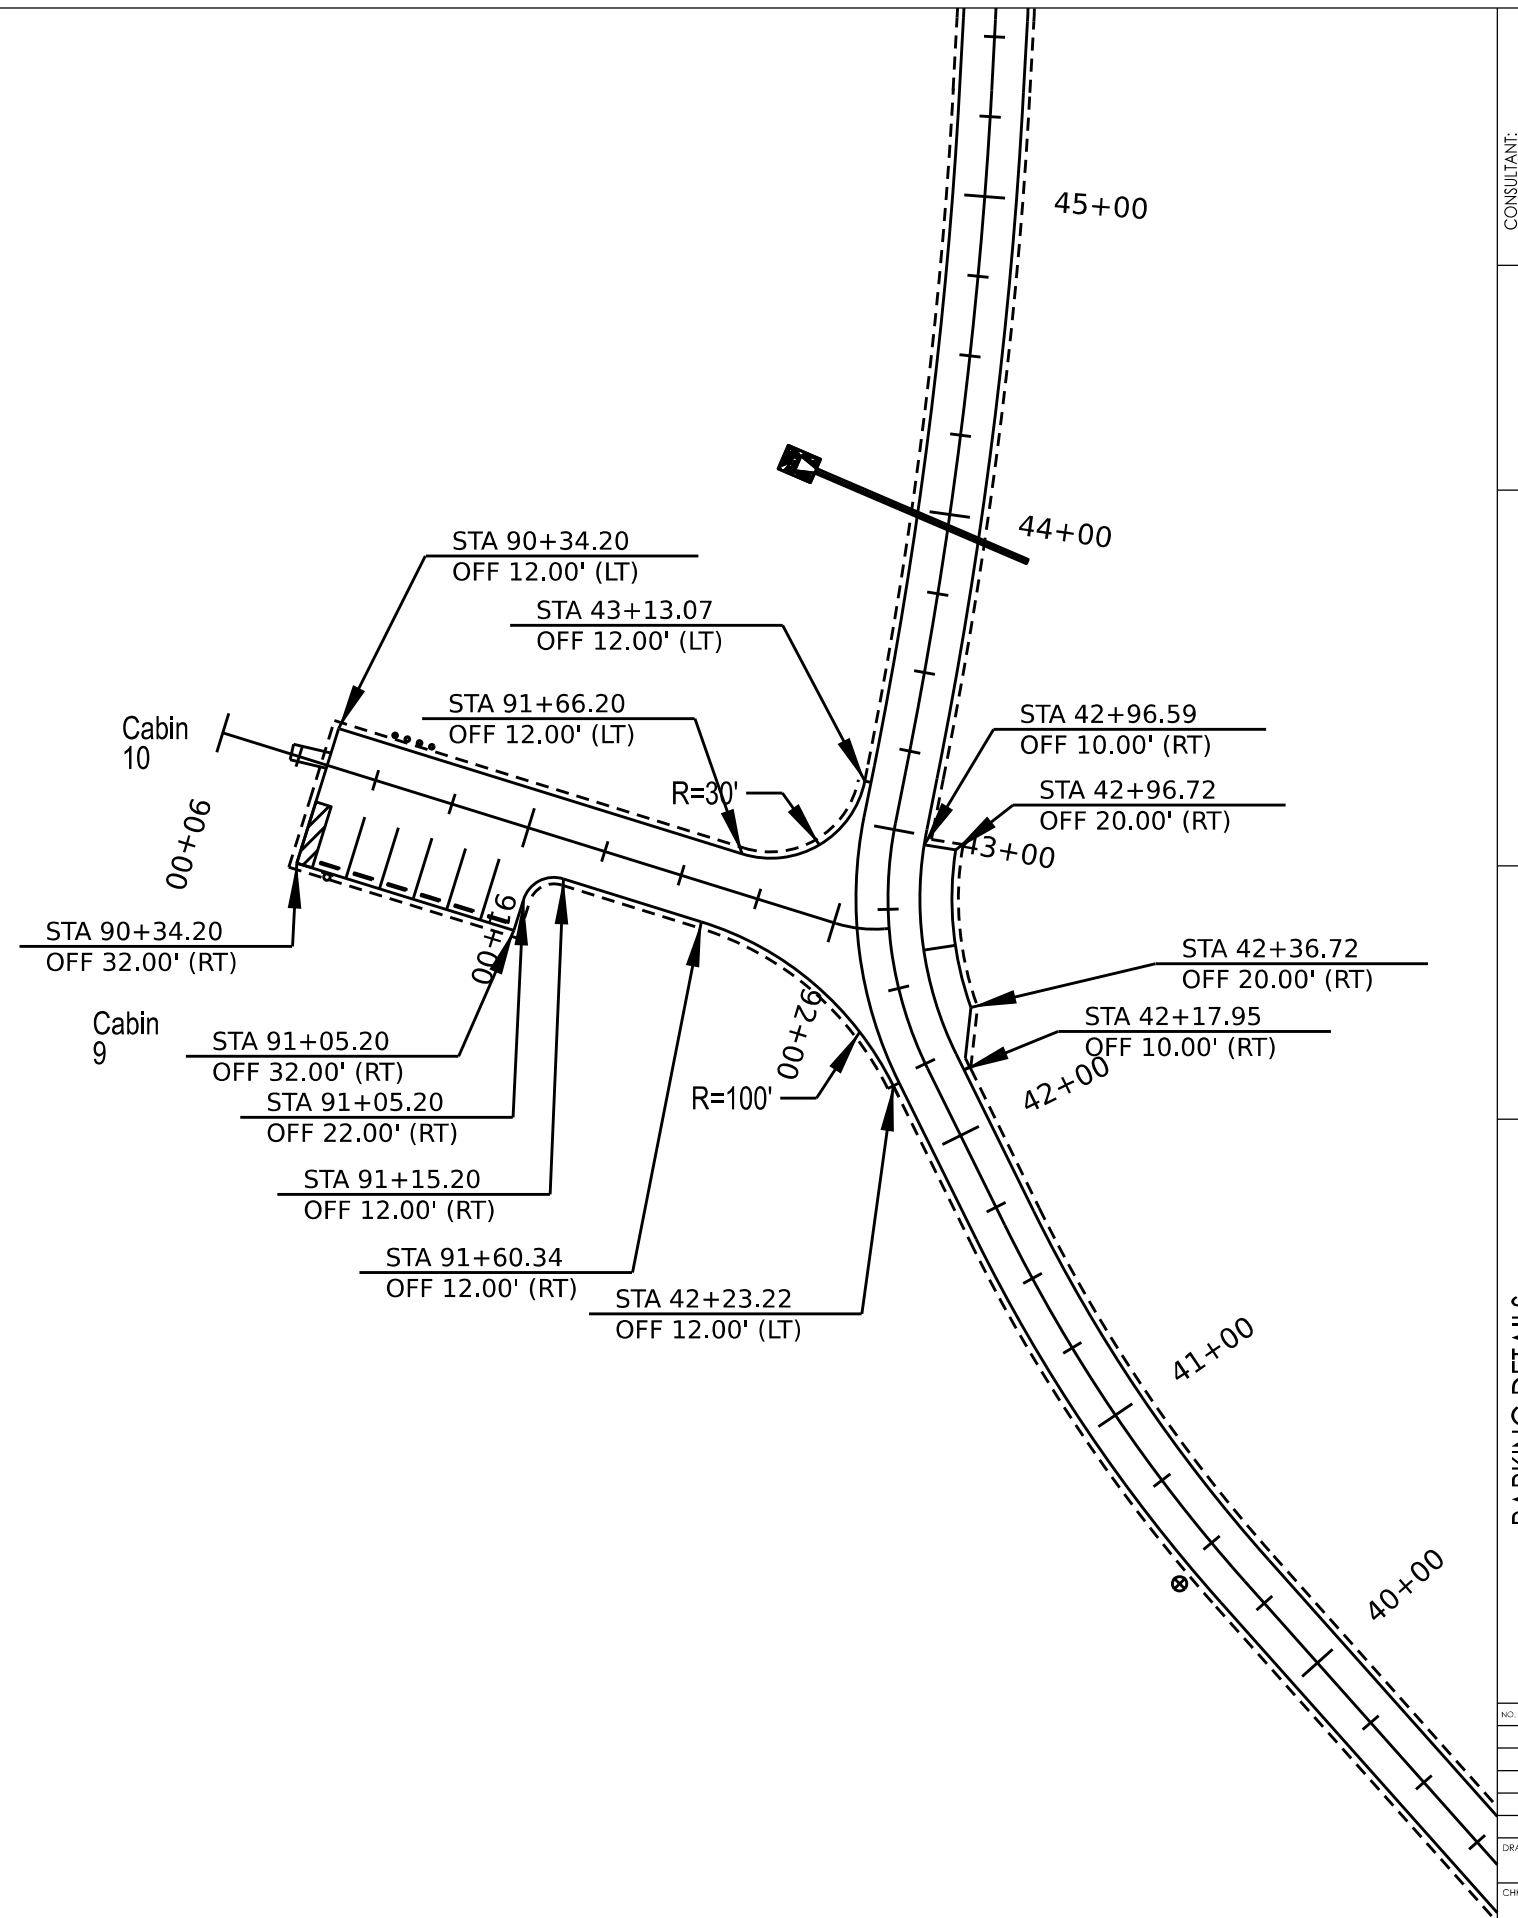 CONSULTANT:
45+00
44+00
STA 90+34.20
OFF 12.00' (LT)
STA 43+13.07
OFF 12.00' (LT)
STA 91+66.20
OFF 12.00' (LT)
Cabin
10
STA 42+96.59
OFF 10.00' (RT)
R=30'
STA 42+96.72
OFF 20.00' (RT)
43+00
90+00
91+00
STA 90+34.20
OFF 32.00' (RT)
STA 42+36.72
OFF 20.00' (RT)
Cabin
9
STA 91+05.20
OFF 32.00' (RT)
92+00
STA 42+17.95
OFF 10.00' (RT)
42+00
R=100'
STA 91+05.20
OFF 22.00' (RT)
STA 91+15.20
OFF 12.00' (RT)
STA 91+60.34
OFF 12.00' (RT)
STA 42+23.22
OFF 12.00' (LT)
41+00
40+00
NO.